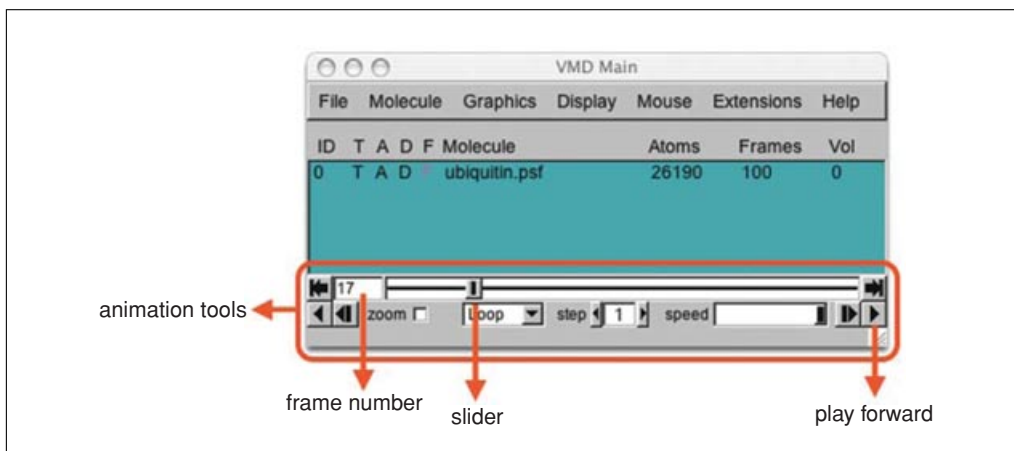 VMD Main
File Molecule Graphics Display Mouse Extensions Help
ID T A D F Molecule Atoms Frames Vol
0 T A D F ubiquitin.psf 26190 100 0
17
zoom Loop step 1 speed
animation tools
frame number
slider
play forward